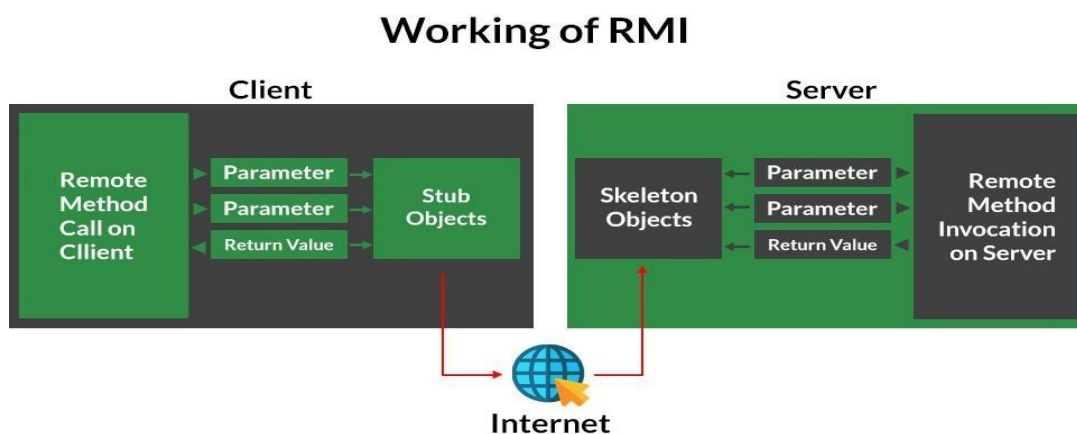 Working of RMI
Client
Server
Remote
Method
Call on
Cllient
Parameter
Parameter
Return Value
Stub
Objects
Skeleton
Objects
Parameter
Parameter
Return Value
Remote
Method
Invocation
on Server
Internet